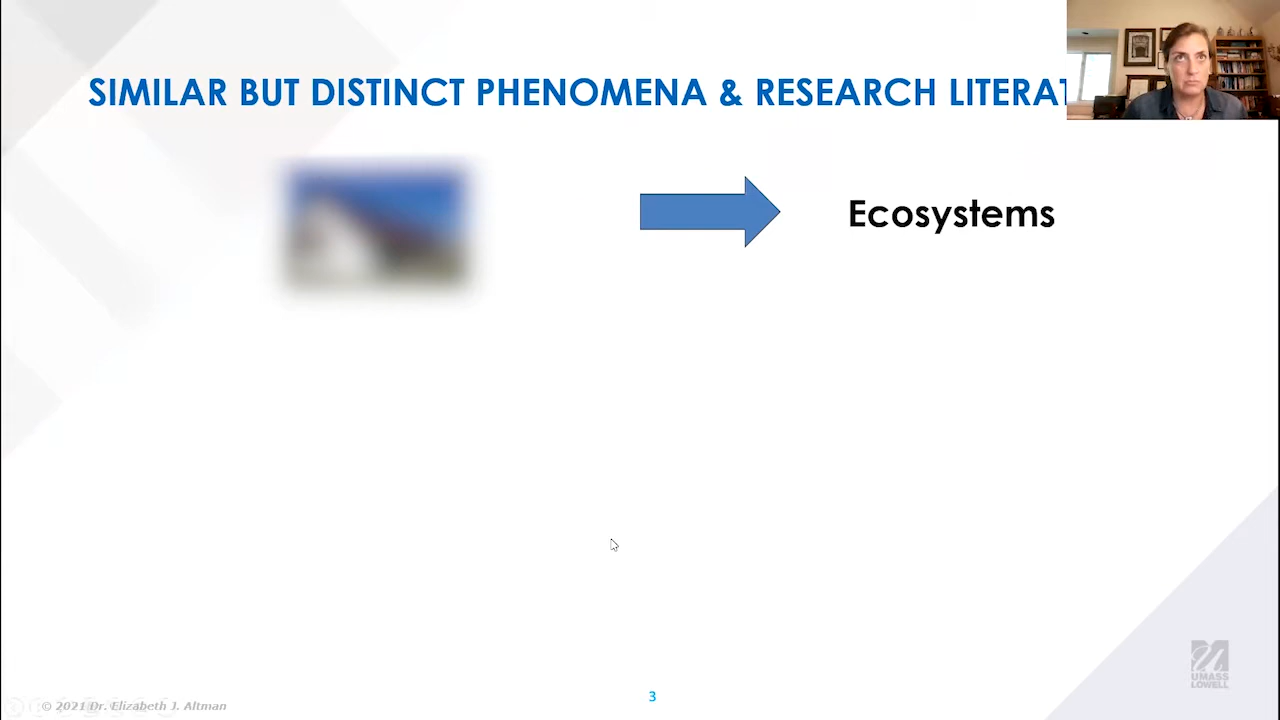 SIMILAR BUT DISTINCT PHENOMENA & RESEARCH LITERAT
Ecosystems
UMASS
LOWELL
3
© 2021 Dr. Elizabeth J. Altman